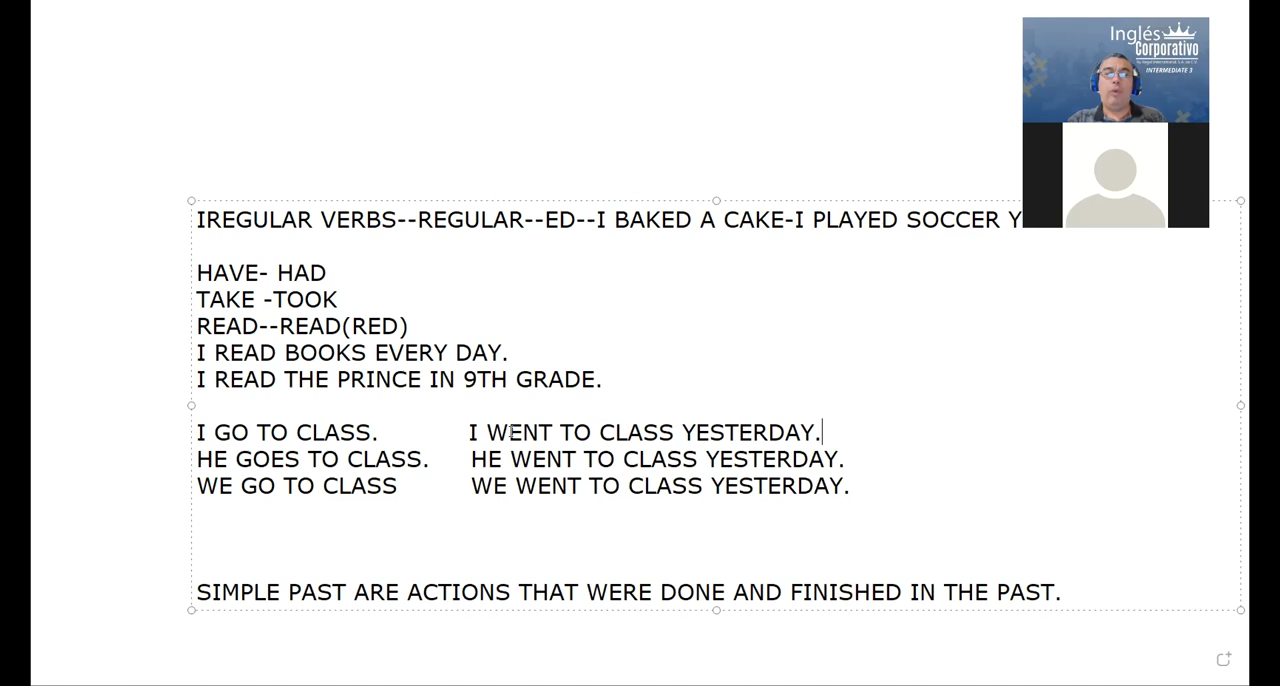 Inglés
Corporativo
INTERMEDIATE 3
IREGULAR VERBS--REGULAR--ED--I BAKED A CAKE-I PLAYED SOCCER Y
HAVE- HAD
TAKE -TOOK
READ--READ(RED)
I READ BOOKS EVERY DAY.
I READ THE PRINCE IN 9TH GRADE.
I GO TO CLASS. I WENT TO CLASS YESTERDAY.
HE GOES TO CLASS. HE WENT TO CLASS YESTERDAY.
WE GO TO CLASS WE WENT TO CLASS YESTERDAY.
SIMPLE PAST ARE ACTIONS THAT WERE DONE AND FINISHED IN THE PAST.